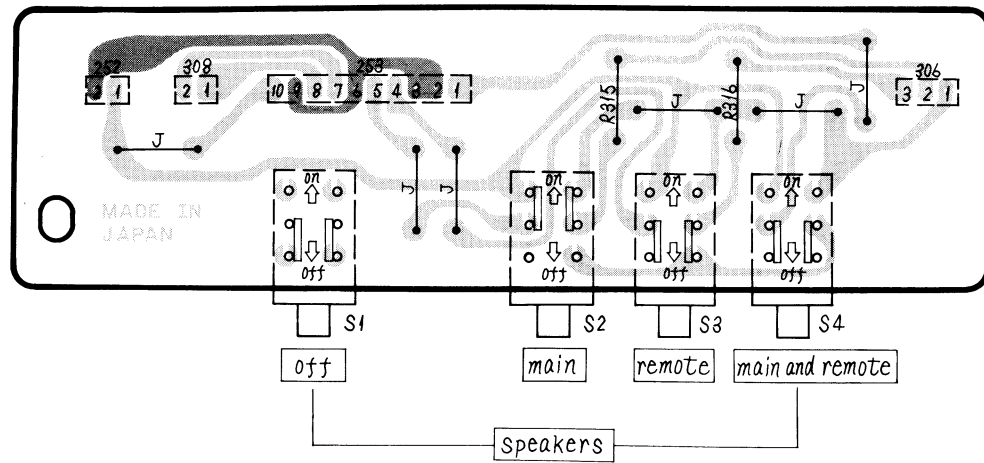 252
308
253
306
3 1
2 1
10 9 8 7 6 5 4 3 2 1
3 2 1
R315
R316
J
J
J
J
J
J
MADE IN
JAPAN
on
off
on
off
on
off
on
off
S1
S2
S3
S4
off
main
remote
main and remote
speakers